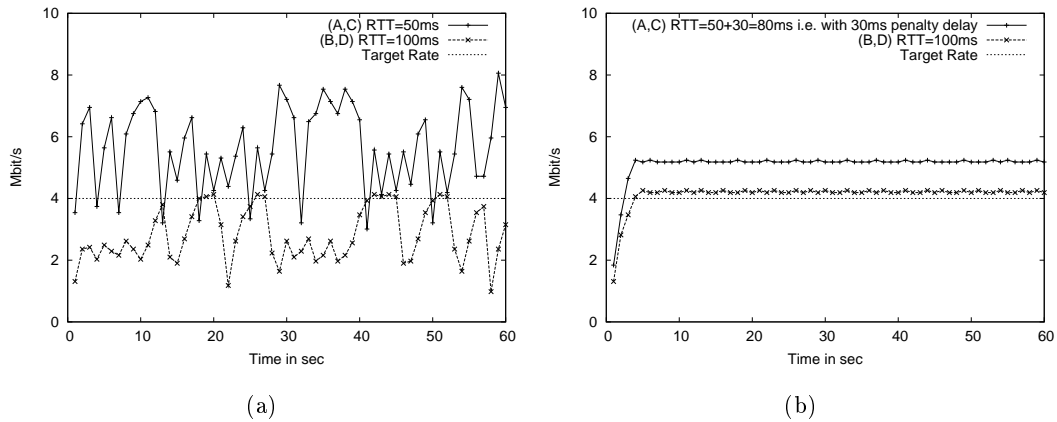 10
8
6
4
2
0
Mbit/s
(A,C) RTT=50ms
(B,D) RTT=100ms
Target Rate
0 10 20 30 40 50 60
Time in sec
(a)
10
8
6
4
2
0
Mbit/s
(A,C) RTT=50+30=80ms i.e. with 30ms penalty delay
(B,D) RTT=100ms
Target Rate
0 10 20 30 40 50 60
Time in sec
(b)